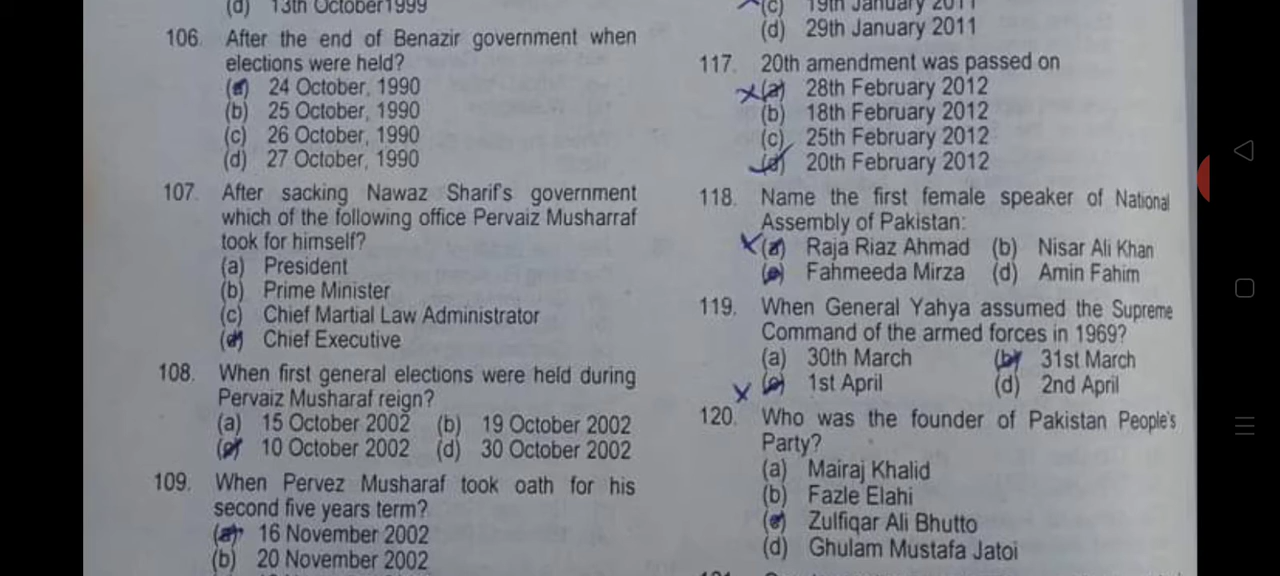 (d) 13th October1999
106. After the end of Benazir government when
elections were held?
(a) 24 October, 1990
(b) 25 October, 1990
(c) 26 October, 1990
(d) 27 October, 1990
107. After sacking Nawaz Sharif's government
which of the following office Pervaiz Musharraf
took for himself?
(a) President
(b) Prime Minister
(c) Chief Martial Law Administrator
(d) Chief Executive
108. When first general elections were held during
Pervaiz Musharaf reign?
(a) 15 October 2002 (b) 19 October 2002
(c) 10 October 2002 (d) 30 October 2002
109. When Pervez Musharaf took oath for his
second five years term?
(a) 16 November 2002
(b) 20 November 2002
(c) 19th January 2011
(d) 29th January 2011
117. 20th amendment was passed on
(a) 28th February 2012
(b) 18th February 2012
(c) 25th February 2012
(d) 20th February 2012
118. Name the first female speaker of National
Assembly of Pakistan:
(a) Raja Riaz Ahmad (b) Nisar Ali Khan
(c) Fahmeeda Mirza (d) Amin Fahim
119. When General Yahya assumed the Supreme
Command of the armed forces in 1969?
(a) 30th March (b) 31st March
(c) 1st April (d) 2nd April
120. Who was the founder of Pakistan People's
Party?
(a) Mairaj Khalid
(b) Fazle Elahi
(c) Zulfiqar Ali Bhutto
(d) Ghulam Mustafa Jatoi